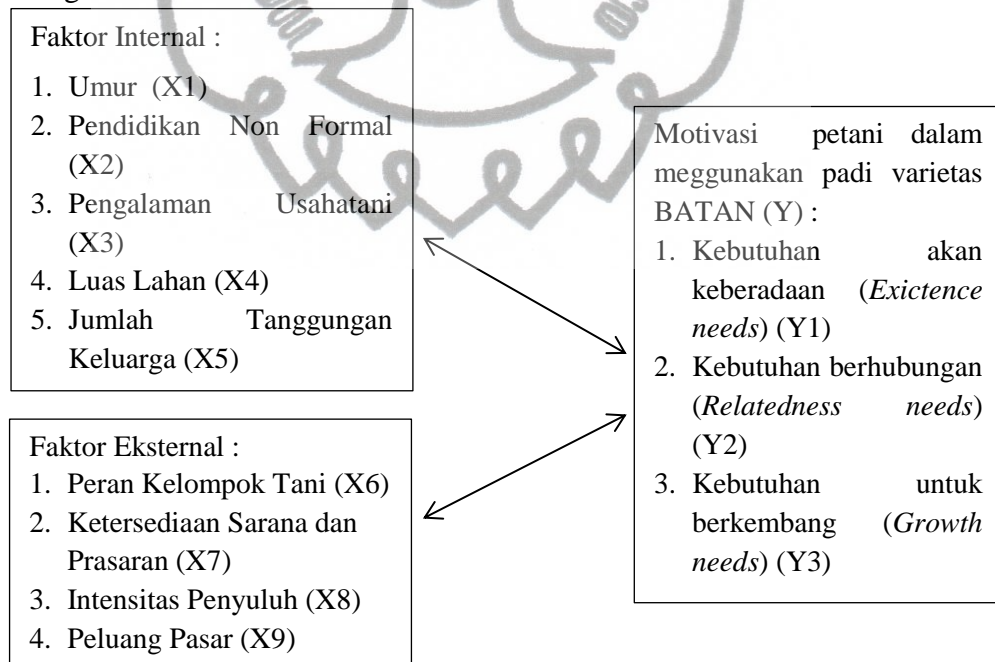 Faktor Internal :
1. Umur (X1)
2. Pendidikan Non Formal
(X2)
3. Pengalaman Usahatani
(X3)
4. Luas Lahan (X4)
5. Jumlah Tanggungan
Keluarga (X5)
Faktor Eksternal :
1. Peran Kelompok Tani (X6)
2. Ketersediaan Sarana dan
Prasaran (X7)
3. Intensitas Penyuluh (X8)
4. Peluang Pasar (X9)
Motivasi petani dalam
meggunakan padi varietas
BATAN (Y) :
1. Kebutuhan akan
keberadaan (Exictence
needs) (Y1)
2. Kebutuhan berhubungan
(Relatedness needs)
(Y2)
3. Kebutuhan untuk
berkembang (Growth
needs) (Y3)